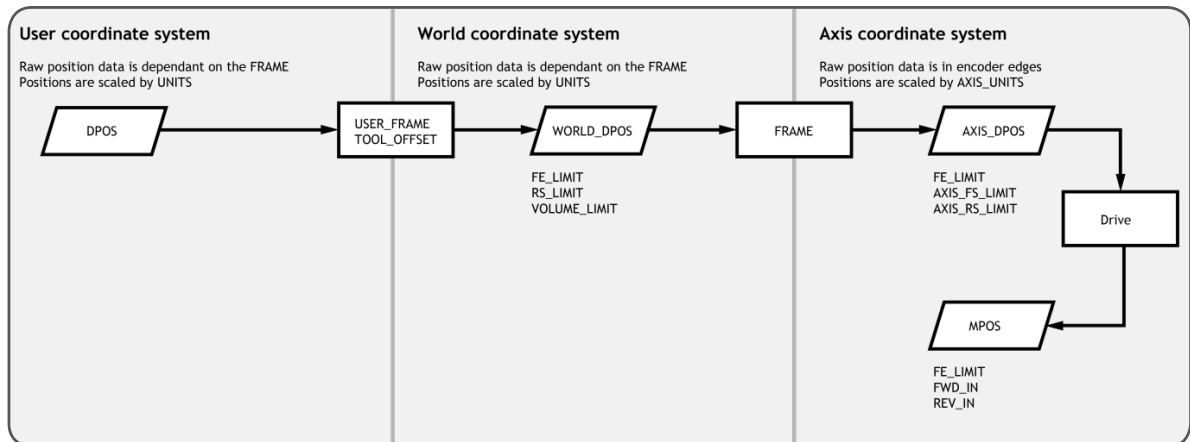 User coordinate system
Raw position data is dependant on the FRAME
Positions are scaled by UNITS
DPOS
USER_FRAME
TOOL_OFFSET
World coordinate system
Raw position data is dependant on the FRAME
Positions are scaled by UNITS
WORLD_DPOS
FE_LIMIT
RS_LIMIT
VOLUME_LIMIT
FRAME
Axis coordinate system
Raw position data is in encoder edges
Positions are scaled by AXIS_UNITS
AXIS_DPOS
FE_LIMIT
AXIS_FS_LIMIT
AXIS_RS_LIMIT
Drive
MPOS
FE_LIMIT
FWD_IN
REV_IN